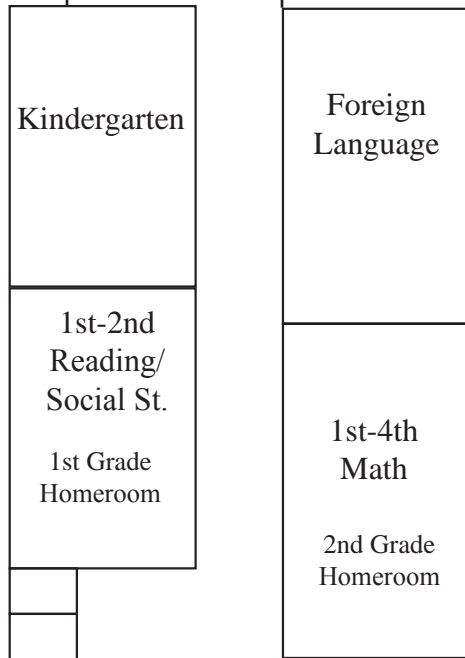 Kindergarten
Foreign
Language
1st-2nd
Reading/
Social St.
1st Grade
Homeroom
1st-4th
Math
2nd Grade
Homeroom